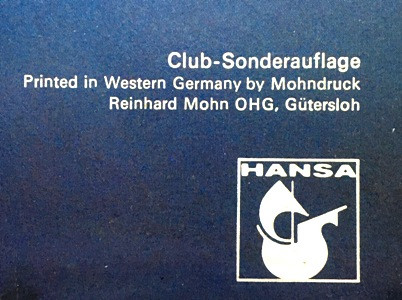 Club-Sonderauflage
Printed in Western Germany by Mohndruck
Reinhard Mohn OHG, Gütersloh
HANSA